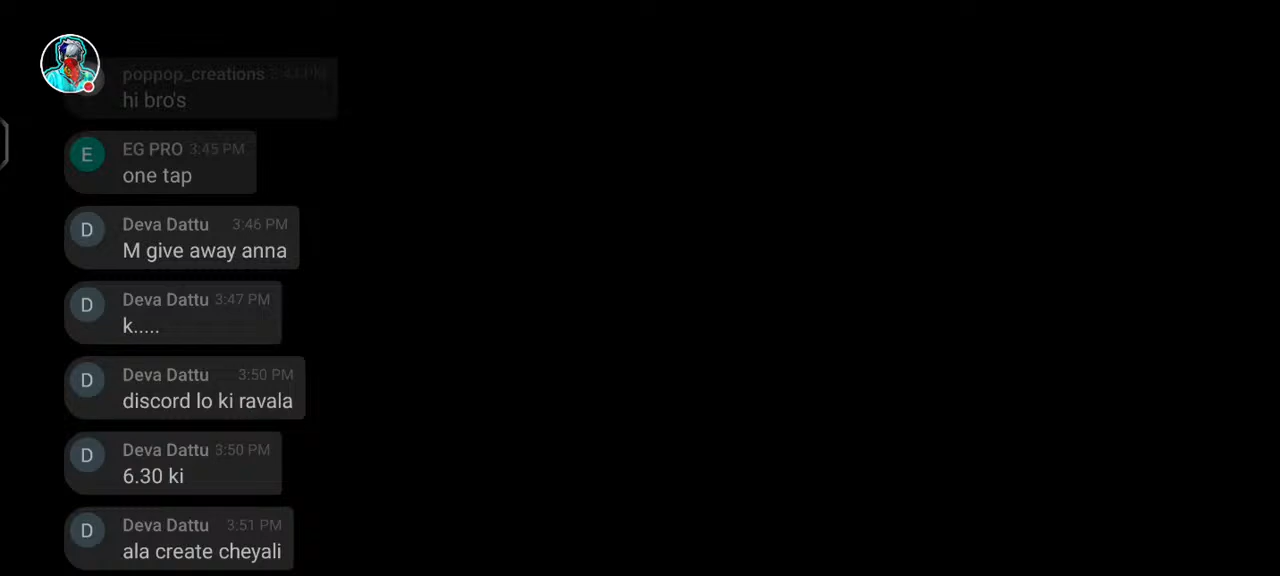 poppop_creations
hi bro's
E
EG PRO 3:45 PM
one tap
D
Deva Dattu 3:46 PM
M give away anna
D
Deva Dattu 3:47 PM
k.....
D
Deva Dattu 3:50 PM
discord lo ki ravala
D
Deva Dattu 3:50 PM
6.30 ki
D
Deva Dattu 3:51 PM
ala create cheyali